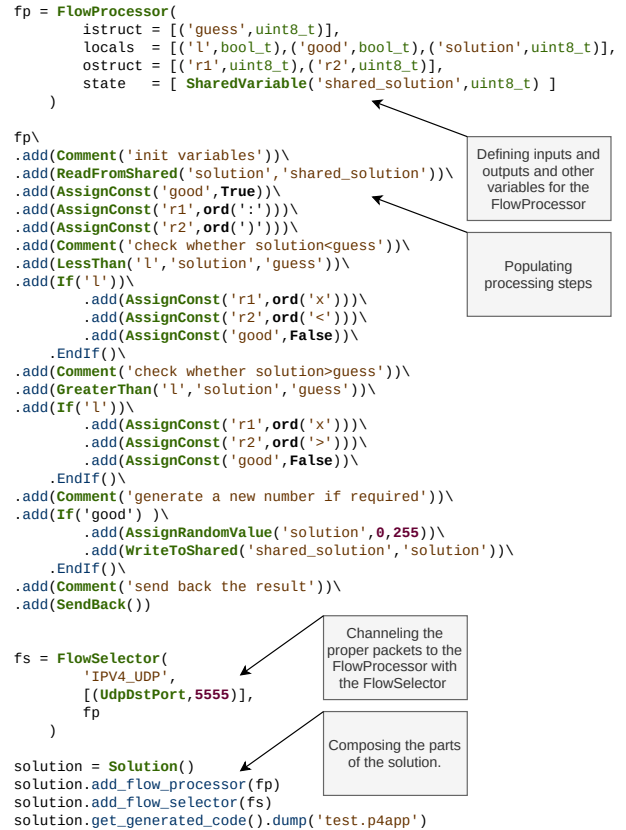 fp = FlowProcessor(
        istruct = [('guess',uint8_t)],
        locals  = [('l',bool_t),('good',bool_t),('solution',uint8_t)],
        ostruct = [('r1',uint8_t),('r2',uint8_t)],
        state   = [ SharedVariable('shared_solution',uint8_t) ]
    )
Defining inputs and
outputs and other
variables for the
FlowProcessor
fp\
.add(Comment('init variables'))\
.add(ReadFromShared('solution','shared_solution'))\
.add(AssignConst('good',True))\
.add(AssignConst('r1',ord(':')))\
.add(AssignConst('r2',ord(')')))\
.add(Comment('check whether solution<guess'))\
.add(LessThan('l','solution','guess'))\
.add(If('l'))\
        .add(AssignConst('r1',ord('x')))\
        .add(AssignConst('r2',ord('<')))\
        .add(AssignConst('good',False))\
    .EndIf()\
.add(Comment('check whether solution>guess'))\
.add(GreaterThan('l','solution','guess'))\
.add(If('l'))\
        .add(AssignConst('r1',ord('x')))\
        .add(AssignConst('r2',ord('>')))\
        .add(AssignConst('good',False))\
    .EndIf()\
.add(Comment('generate a new number if required'))\
.add(If('good') )\
        .add(AssignRandomValue('solution',0,255))\
        .add(WriteToShared('shared_solution','solution'))\
    .EndIf()\
.add(Comment('send back the result'))\
.add(SendBack())
Populating
processing steps
fs = FlowSelector(
        'IPV4_UDP',
        [(UdpDstPort,5555)],
        fp
    )
Channeling the
proper packets to the
FlowProcessor with
the FlowSelector
solution = Solution()
solution.add_flow_processor(fp)
solution.add_flow_selector(fs)
solution.get_generated_code().dump('test.p4app')
Composing the parts
of the solution.